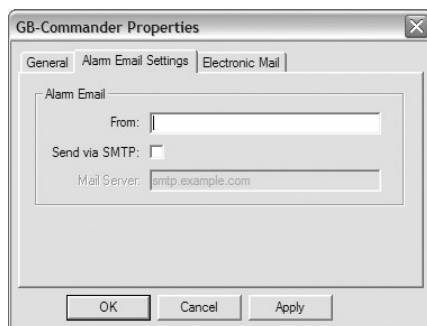 GB-Commander Properties
General Alarm Email Settings Electronic Mail
Alarm Email
From:
Send via SMTP:
Mail Server: smtp.example.com
OK Cancel Apply